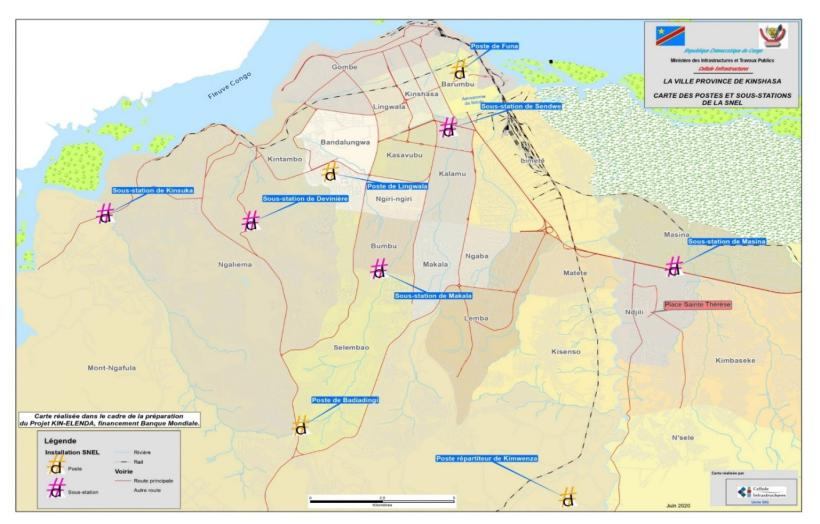 République Démocratique du Congo
Ministère des Infrastructures et Travaux Publics
Cellule Infrastructures
LA VILLE PROVINCE DE KINSHASA
CARTE DES POSTES ET SOUS-STATIONS
DE LA SNEL
Poste de Funa
Gombe
Fleuve Congo
Barumbu
Kinshasa
Lingwala
Sous-station de Sendwe
Bandalungwa
Kintambo
Kasavubu
Kalamu
Poste de Lingwala
Sous-station de Kinsuka
Sous-station de Devinière
Ngiri-ngiri
Masina
Sous-station de Masina
Bumbu
Ngaliema
Makala
Ngaba
Matete
Sous-station de Makala
Place Sainte Thérèse
Ndjili
Lemba
Selembao
Kisenso
Kimbaseke
Mont-Ngafula
Poste de Badiadingi
Carte réalisée dans le cadre de la préparation
du Projet KIN-ELENDA, financement Banque Mondiale.
N'sele
Poste répartiteur de Kimwenza
Légende
Installation SNEL
Poste
Sous-station
Rivière
Rail
Voirie
Route principale
Autre route
Kilomètres
Juin 2020
Carte réalisée par
Cellule
Infrastructures